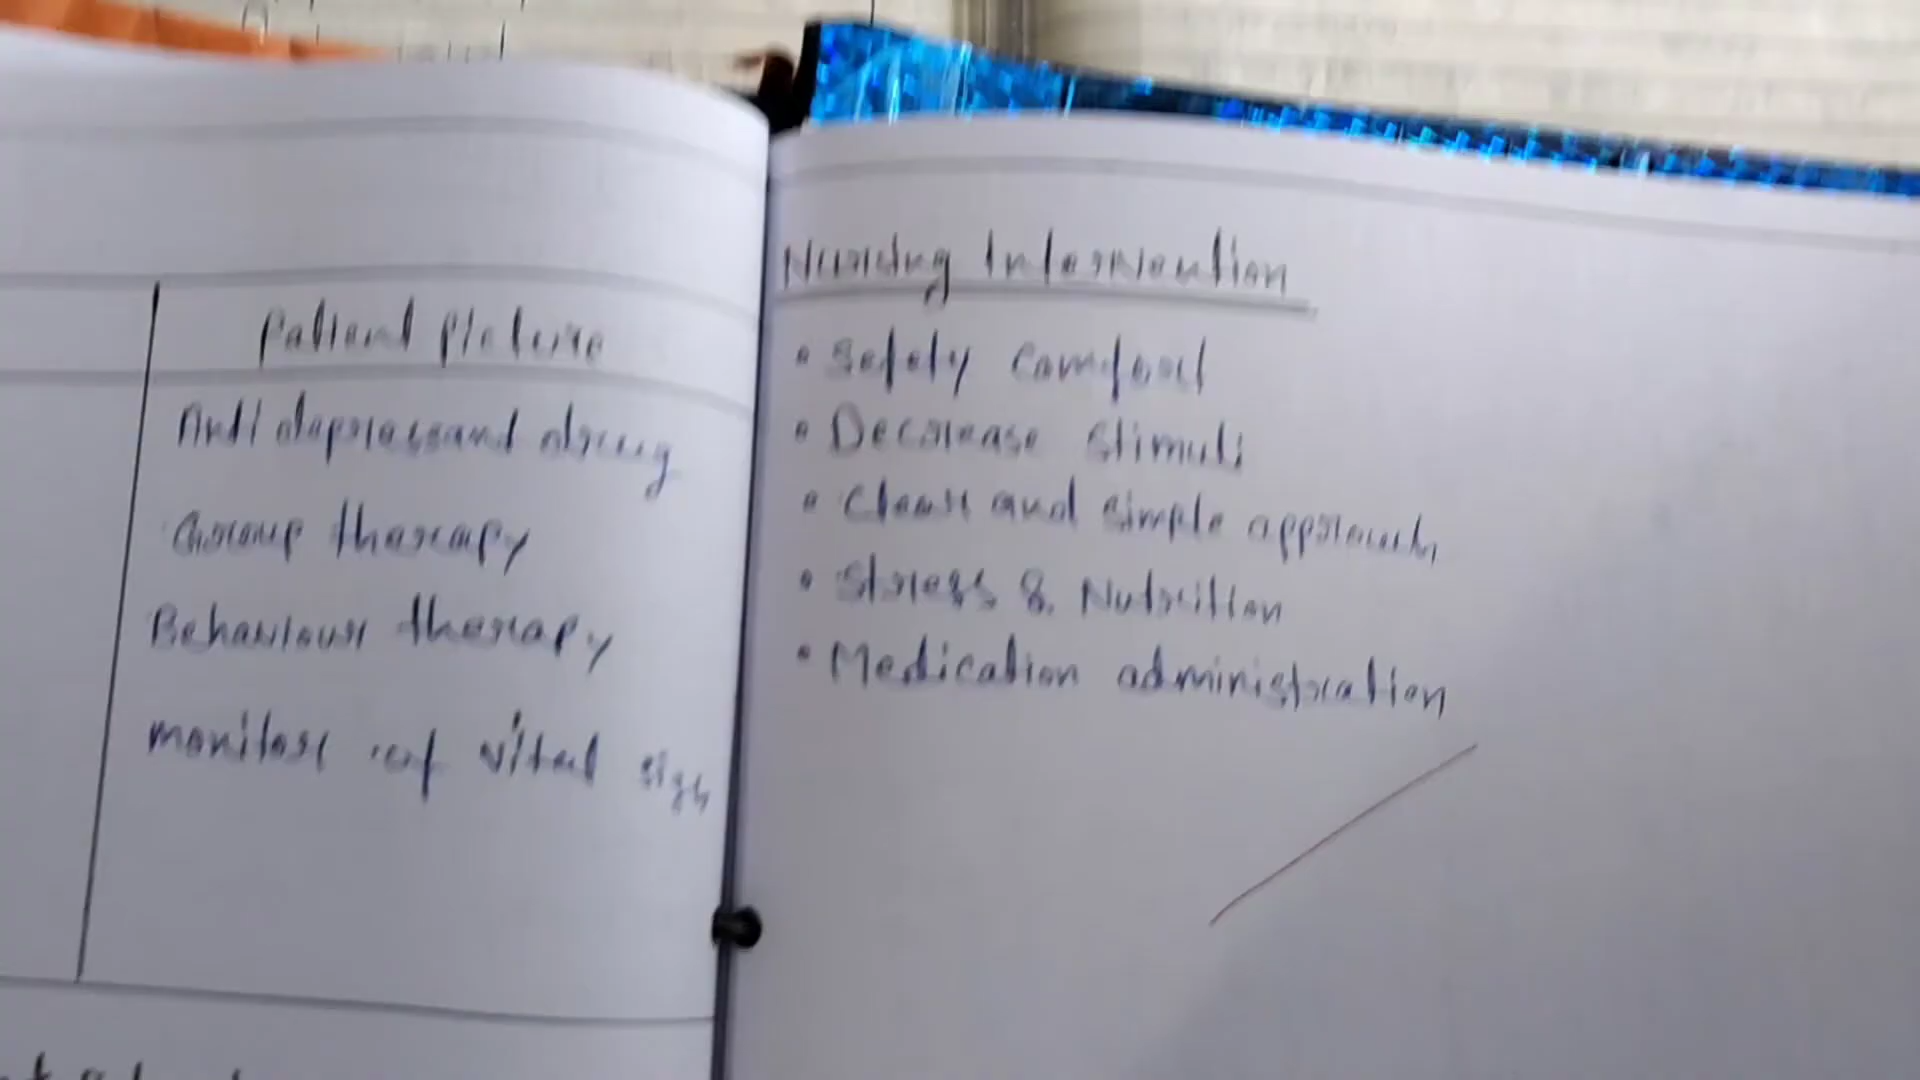 Patient Picture
Anti depressand drug
Group therapy
Behaviour therapy
monitor of vital sign
Nursing Intervention
• Safety comfort
• Decrease stimuli
• Clear and simple approach
• Stress & Nutrition
• Medication administration